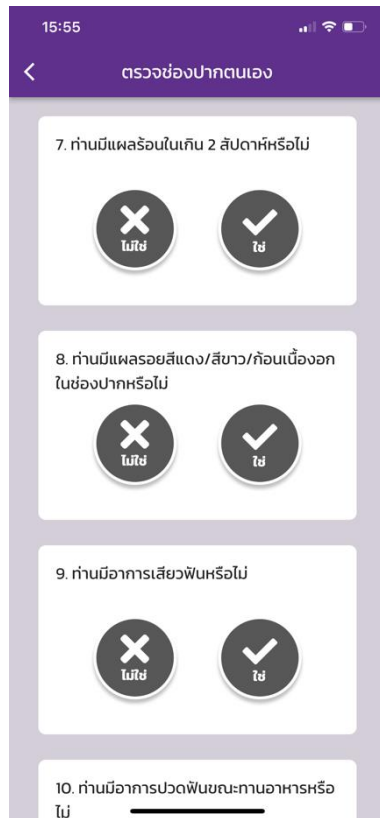 15:55
ตรวจช่องปากตนเอง
7. ท่านมีแผลร้อนในเกิน 2 สัปดาห์หรือไม่
ไม่ใช่ ใช่
8. ท่านมีแผลรอยสีแดง/สีขาว/ก้อนเนื้องอก
ในช่องปากหรือไม่
ไม่ใช่ ใช่
9. ท่านมีอาการเสียวฟันหรือไม่
ไม่ใช่ ใช่
10. ท่านมีอาการปวดฟันขณะทานอาหารหรือ
ไม่